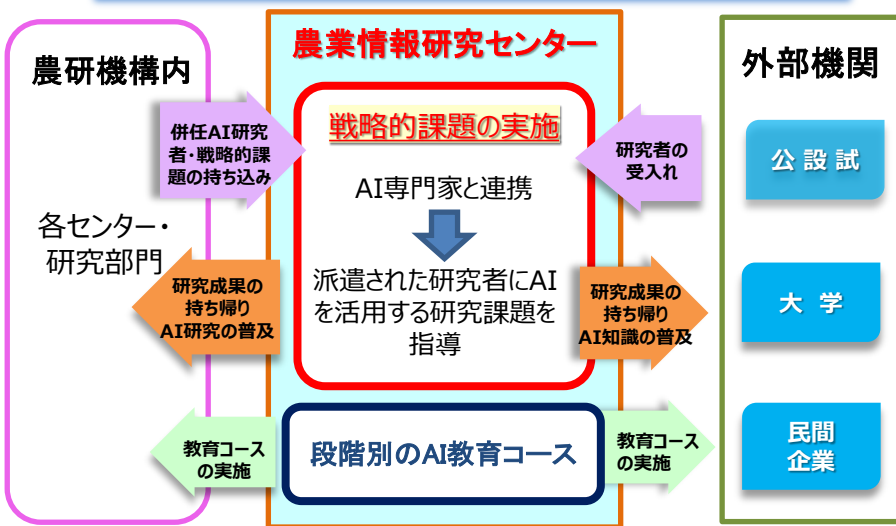 農研機構内
併任AI研究
者・戦略的課
題の持ち込み
各センター・
研究部門
研究成果の
持ち帰り
AI研究の普及
教育コース
の実施
農業情報研究センター
戦略的課題の実施
AI専門家と連携
派遣された研究者にAI
を活用する研究課題を
指導
段階別のAI教育コース
外部機関
研究者の
受入れ
研究成果の
持ち帰り
AI知識の普及
教育コース
の実施
公設試
大学
民間
企業